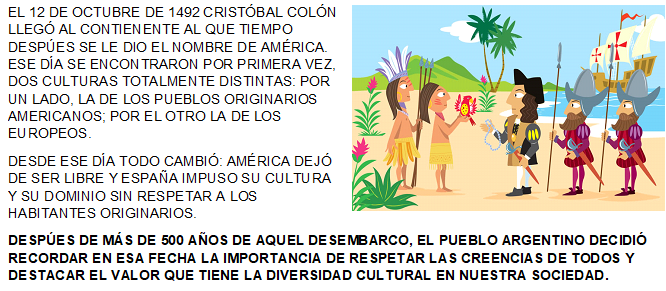 EL 12 DE OCTUBRE DE 1492 CRISTÓBAL COLÓN
LLEGÓ AL CONTIENENTE AL QUE TIEMPO
DESPÚES SE LE DIO EL NOMBRE DE AMÉRICA.
ESE DÍA SE ENCONTRARON POR PRIMERA VEZ,
DOS CULTURAS TOTALMENTE DISTINTAS: POR
UN LADO, LA DE LOS PUEBLOS ORIGINARIOS
AMERICANOS; POR EL OTRO LA DE LOS
EUROPEOS.
DESDE ESE DÍA TODO CAMBIÓ: AMÉRICA DEJÓ
DE SER LIBRE Y ESPAÑA IMPUSO SU CULTURA
Y SU DOMINIO SIN RESPETAR A LOS
HABITANTES ORIGINARIOS.
DESPÚES DE MÁS DE 500 AÑOS DE AQUEL DESEMBARCO, EL PUEBLO ARGENTINO DECIDIÓ
RECORDAR EN ESA FECHA LA IMPORTANCIA DE RESPETAR LAS CREENCIAS DE TODOS Y
DESTACAR EL VALOR QUE TIENE LA DIVERSIDAD CULTURAL EN NUESTRA SOCIEDAD.